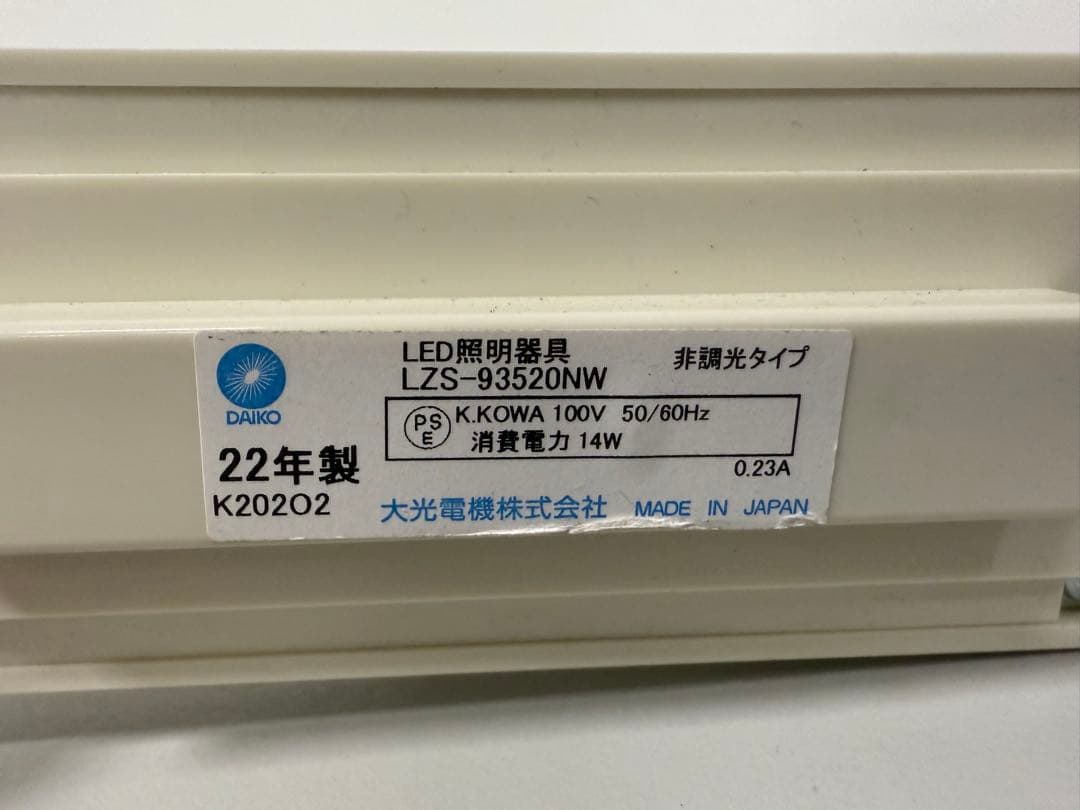 LED照明器具
LZS-93520NW
非調光タイプ
DAIKO
PS
E
K.KOWA 100V 50/60Hz
消費電力 14W
22年製
0.23A
K202O2
大光電機株式会社 MADE IN JAPAN